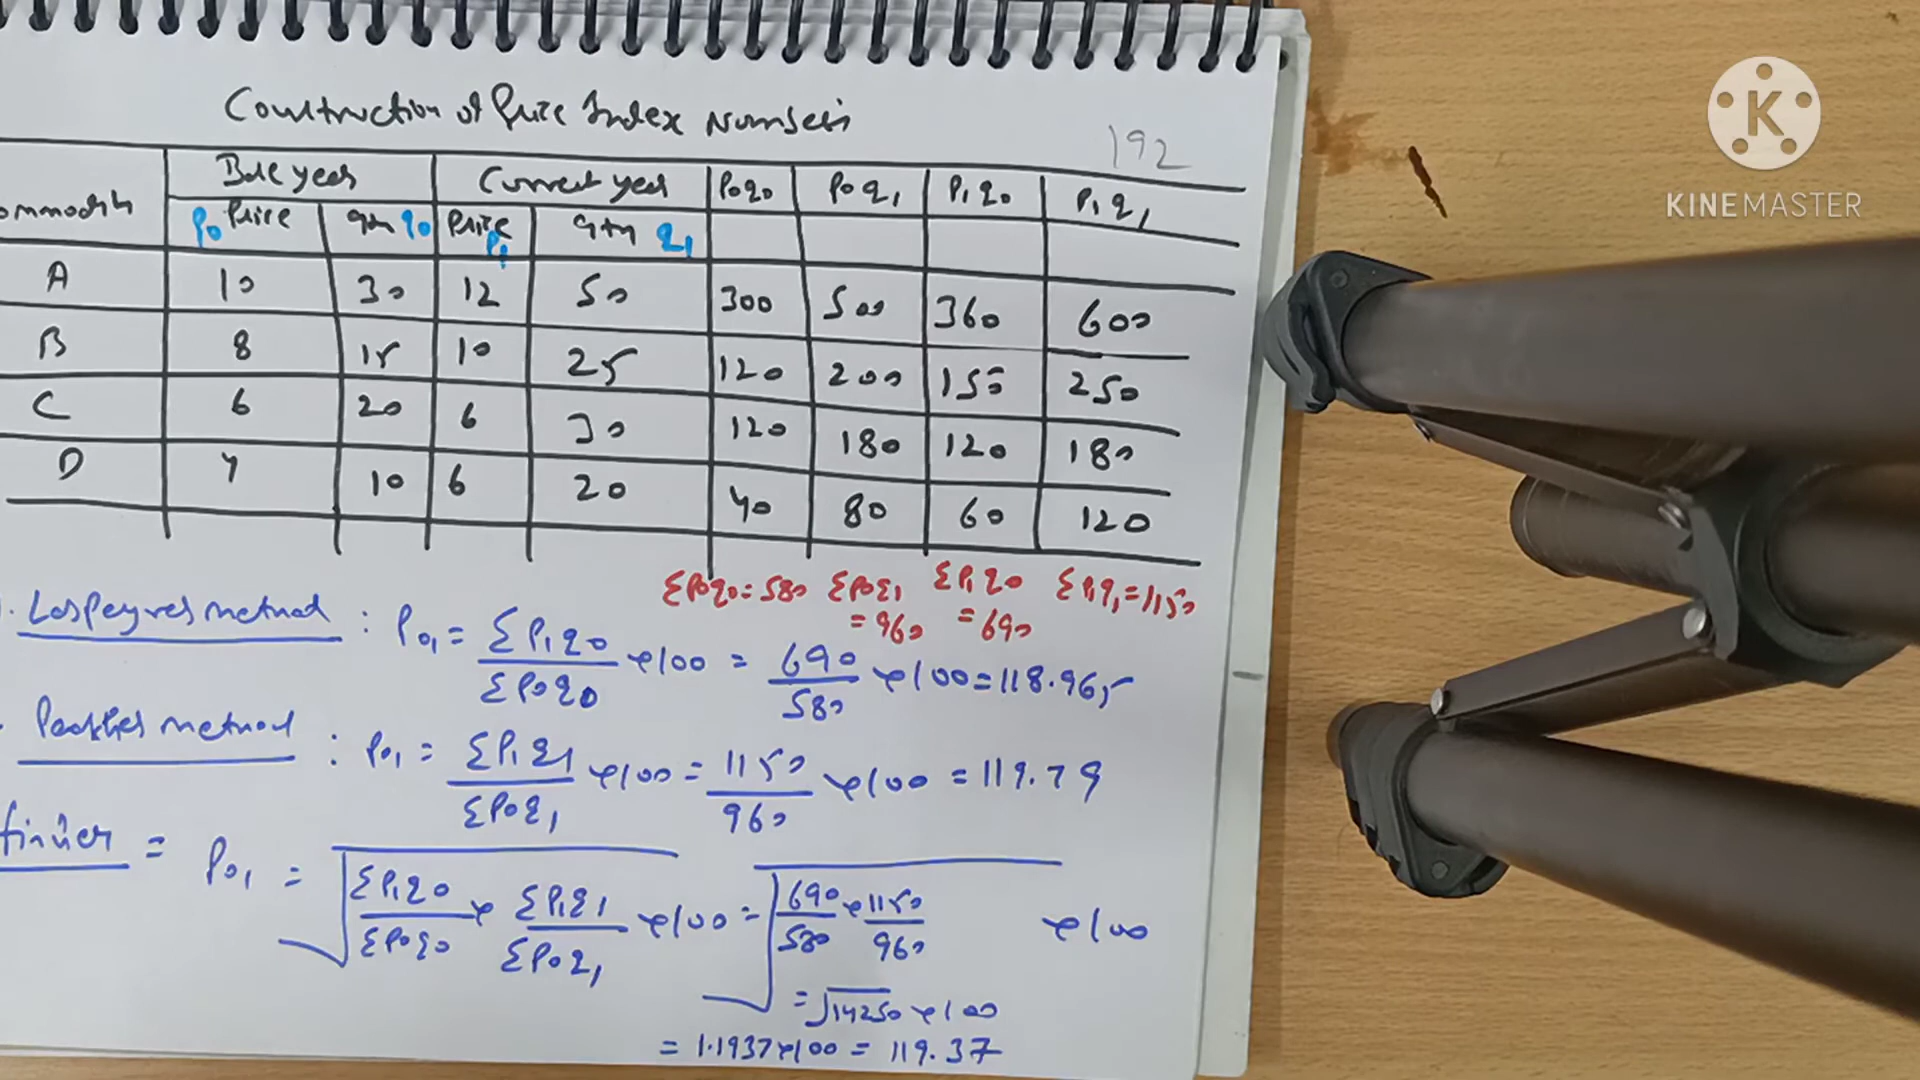 Construction of Price Index Numbers
192
ommodity Base year Current year P0q0 P0q1 P1q0 P1q1
P0 Price qty q0 Price P1 qty q1
A 10 30 12 50 300 500 360 600
B 8 15 10 25 120 200 150 250
C 6 20 6 30 120 180 120 180
D 4 10 6 20 40 80 60 120
ΣP0q0=580 ΣP0q1 =960 ΣP1q0 =690 ΣP1q1=1150
Laspeyres method : P01 = ΣP1q0/ΣP0q0 ×100 = 690/580 ×100=118.965
Paashes method : P01 = ΣP1q1/ΣP0q1 ×100 = 1150/960 ×100 = 119.79
= P01 = √ΣP1q0/ΣP0q0 × ΣP1q1/ΣP0q1 ×100 = √690/580 × 1150/960 ×100
= √14250 ×100
= 1.1937×100 = 119.37
K
KINEMASTER